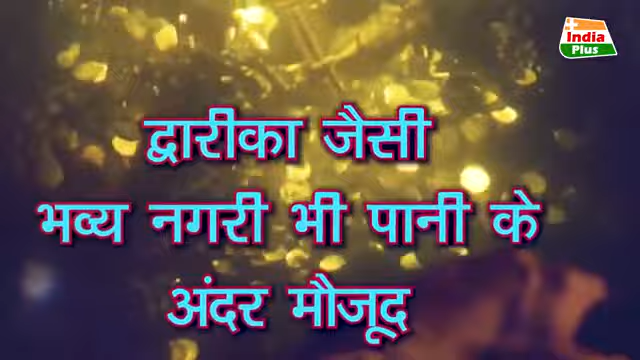 India
Plus
द्वारीका जैसी
भव्य नगरी भी पानी के
अंदर मौजूद